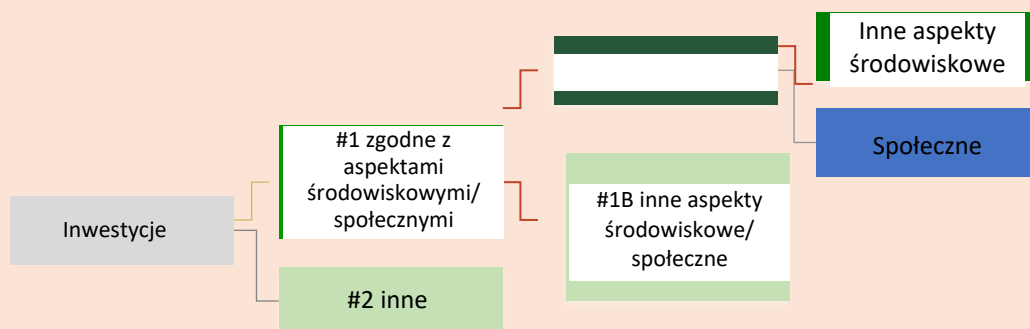 Inwestycje
#1 zgodne z
aspektami
środowiskowymi/
społecznymi
#2 inne
#1B inne aspekty
środowiskowe/
społeczne
Inne aspekty
środowiskowe
Społeczne